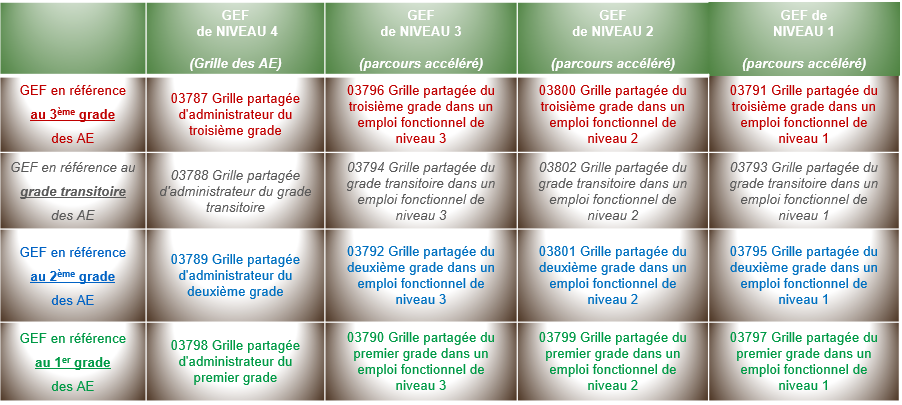 GEF
de NIVEAU 4
(Grille des AE)
GEF
de NIVEAU 3
(parcours accéléré)
GEF
de NIVEAU 2
(parcours accéléré)
GEF de
NIVEAU 1
(parcours accéléré)
GEF en référence
au 3ème grade
des AE
03787 Grille partagée
d'administrateur du
troisième grade
03796 Grille partagée du
troisième grade dans un
emploi fonctionnel de
niveau 3
03800 Grille partagée du
troisième grade dans un
emploi fonctionnel de
niveau 2
03791 Grille partagée du
troisième grade dans un
emploi fonctionnel de
niveau 1
GEF en référence au
grade transitoire
des AE
03788 Grille partagée
d'administrateur du grade
transitoire
03794 Grille partagée du
grade transitoire dans un
emploi fonctionnel de
niveau 3
03802 Grille partagée du
grade transitoire dans un
emploi fonctionnel de
niveau 2
03793 Grille partagée du
grade transitoire dans un
emploi fonctionnel de
niveau 1
GEF en référence
au 2ème grade
des AE
03789 Grille partagée
d'administrateur du
deuxième grade
03792 Grille partagée du
deuxième grade dans un
emploi fonctionnel de
niveau 3
03801 Grille partagée du
deuxième grade dans un
emploi fonctionnel de
niveau 2
03795 Grille partagée du
deuxième grade dans un
emploi fonctionnel de
niveau 1
GEF en référence
au 1er grade
des AE
03798 Grille partagée
d'administrateur du
premier grade
03790 Grille partagée du
premier grade dans un
emploi fonctionnel de
niveau 3
03799 Grille partagée du
premier grade dans un
emploi fonctionnel de
niveau 2
03797 Grille partagée du
premier grade dans un
emploi fonctionnel de
niveau 1